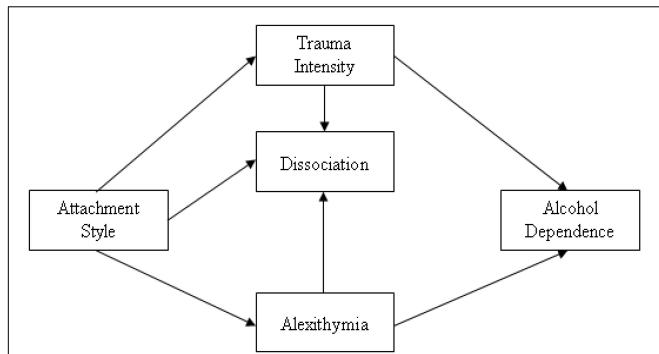 Trauma
Intensity
Dissociation
Attachment
Style
Alcohol
Dependence
Alexithymia